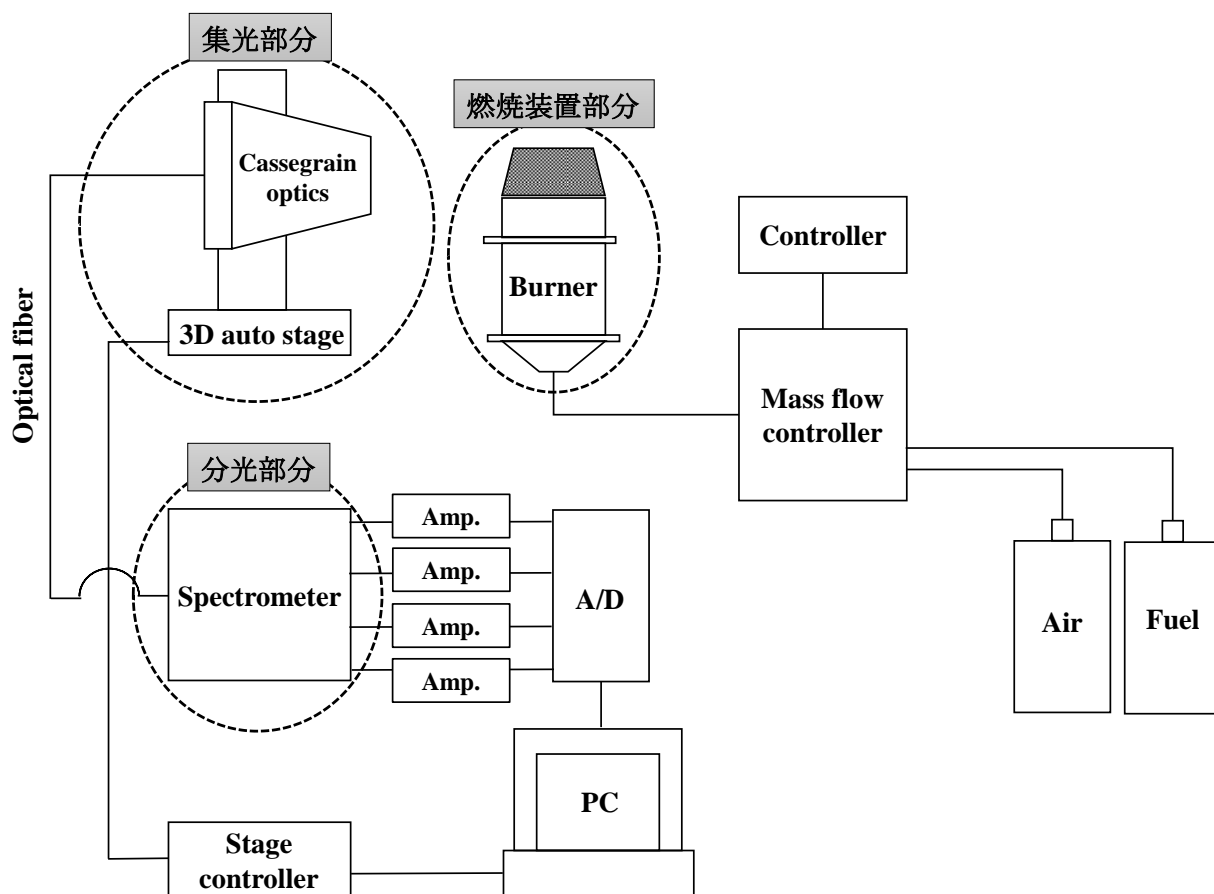 集光部分
燃焼装置部分
Cassegrain
optics
Controller
Burner
3D auto stage
Optical fiber
Mass flow
controller
分光部分
Amp.
Amp.
Spectrometer
A/D
Amp.
Air
Fuel
Amp.
PC
Stage
controller